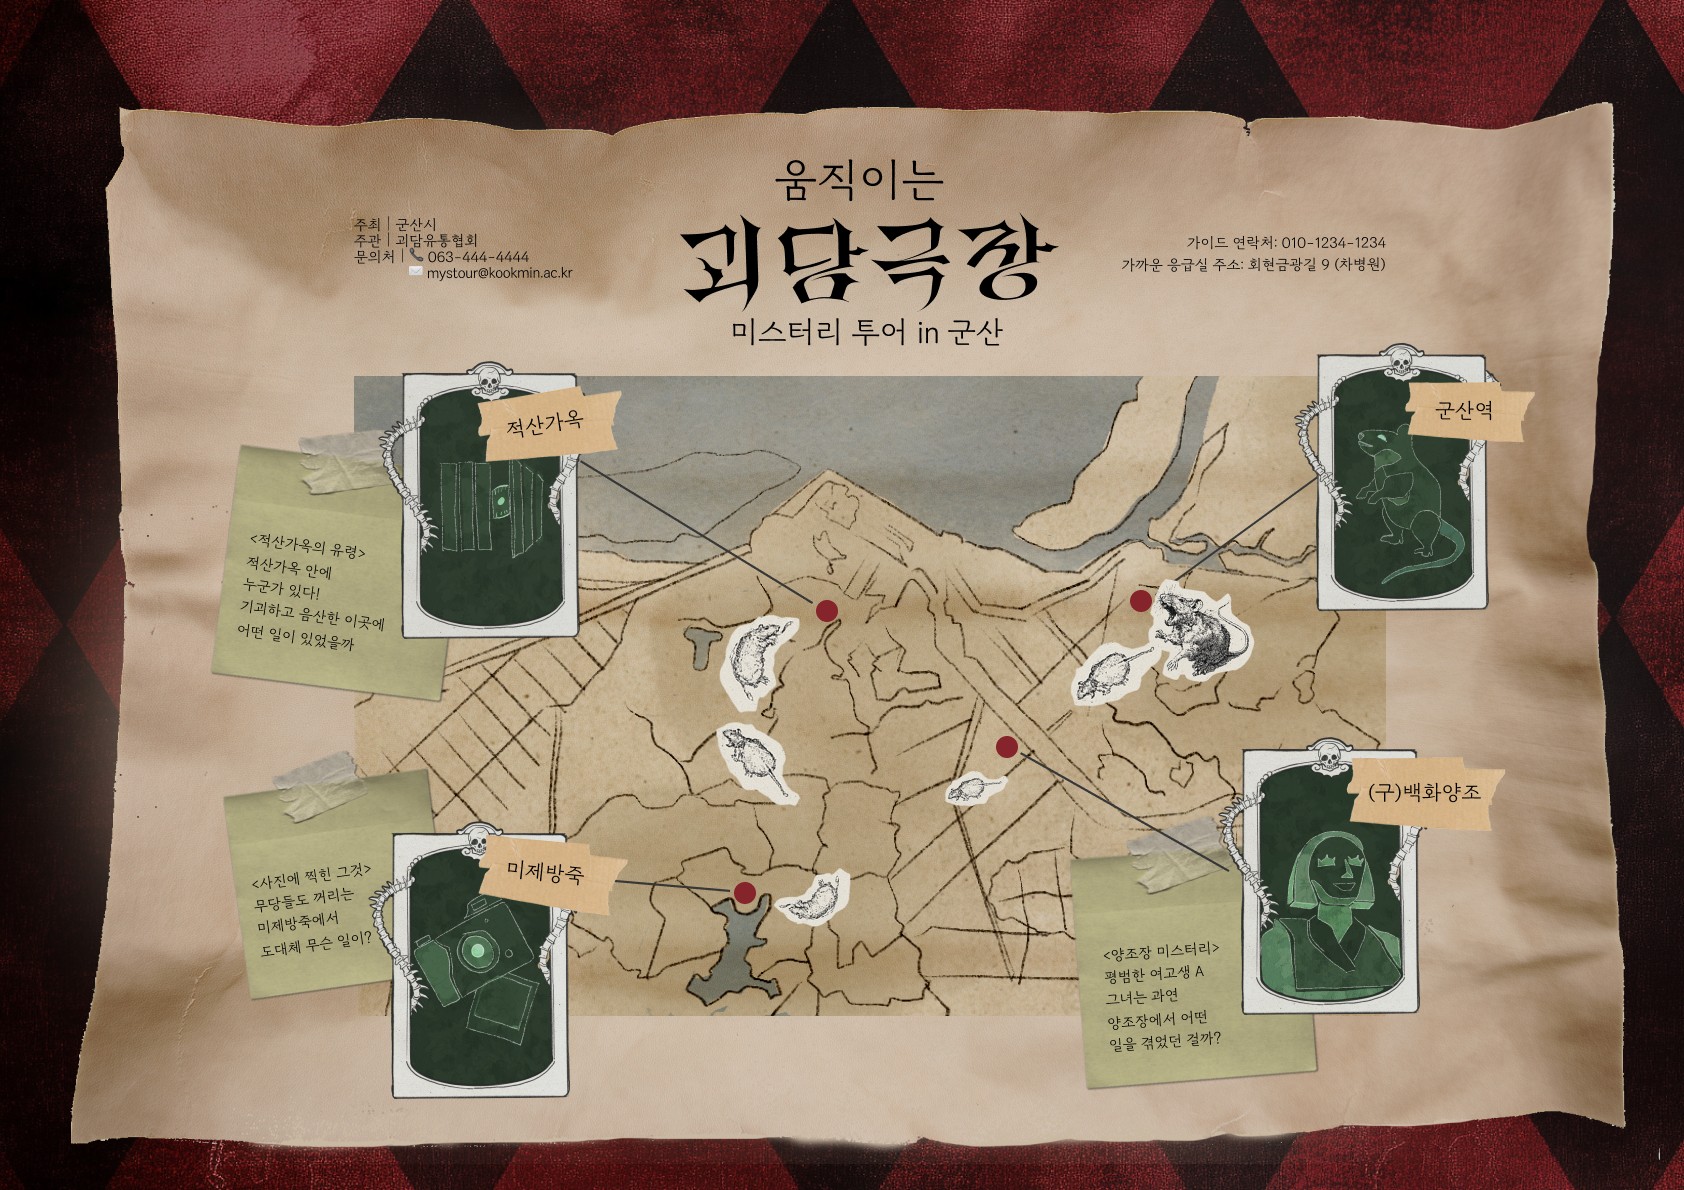 움직이는
괴담극장
미스터리 투어 in 군산
주최 | 군산시
주관 | 괴담유통협회
문의처 | 063-444-4444
mystour@kookmin.ac.kr
가이드 연락처: 010-1234-1234
가까운 응급실 주소: 회현금광길 9 (차병원)
적산가옥
<적산가옥의 유령>
적산가옥 안에
누군가 있다!
기괴하고 음산한 이곳에
어떤 일이 있었을까
군산역
미제방죽
<사진에 찍힌 그것>
무당들도 꺼리는
미제방죽에서
도대체 무슨 일이?
(구)백화양조
<양조장 미스터리>
평범한 여고생 A
그녀는 과연
양조장에서 어떤
일을 겪었던 걸까?